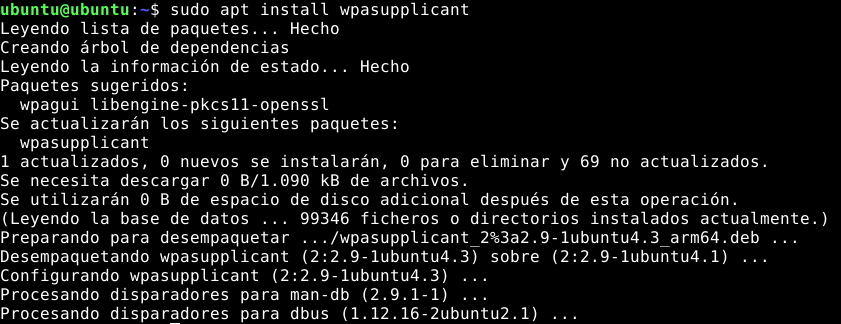 ubuntu@ubuntu:~$ sudo apt install wpasupplicant
Leyendo lista de paquetes... Hecho
Creando árbol de dependencias
Leyendo la información de estado... Hecho
Paquetes sugeridos:
  wpagui libengine-pkcs11-openssl
Se actualizarán los siguientes paquetes:
  wpasupplicant
1 actualizados, 0 nuevos se instalarán, 0 para eliminar y 69 no actualizados.
Se necesita descargar 0 B/1.090 kB de archivos.
Se utilizarán 0 B de espacio de disco adicional después de esta operación.
(Leyendo la base de datos ... 99346 ficheros o directorios instalados actualmente.)
Preparando para desempaquetar .../wpasupplicant_2%3a2.9-1ubuntu4.3_arm64.deb ...
Desempaquetando wpasupplicant (2:2.9-1ubuntu4.3) sobre (2:2.9-1ubuntu4.1) ...
Configurando wpasupplicant (2:2.9-1ubuntu4.3) ...
Procesando disparadores para man-db (2.9.1-1) ...
Procesando disparadores para dbus (1.12.16-2ubuntu2.1) ...